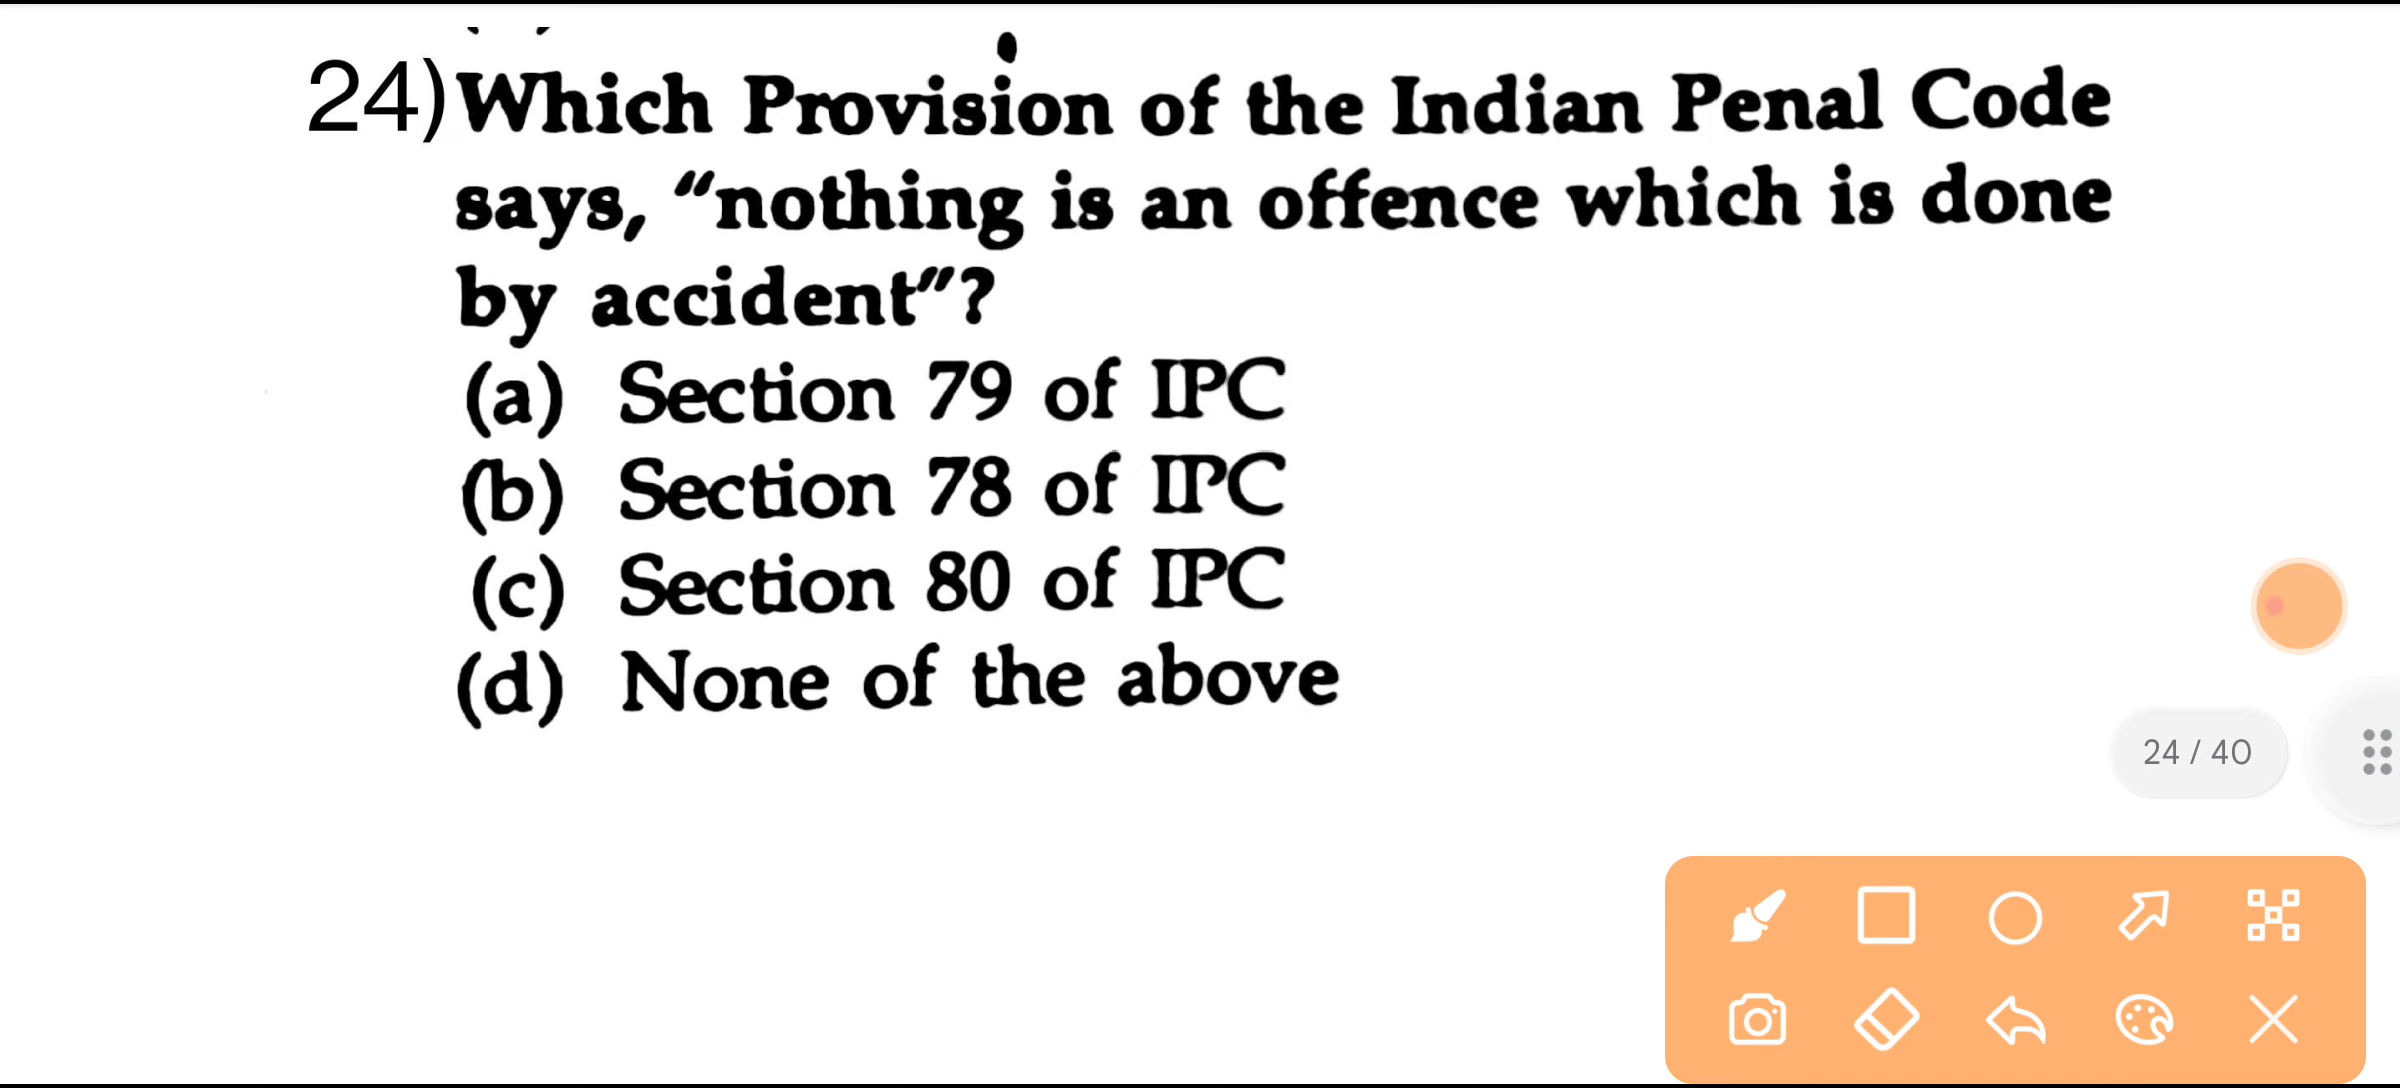 24) Which Provision of the Indian Penal Code
says, “nothing is an offence which is done
by accident”?
(a) Section 79 of IPC
(b) Section 78 of IPC
(c) Section 80 of IPC
(d) None of the above
24 / 40